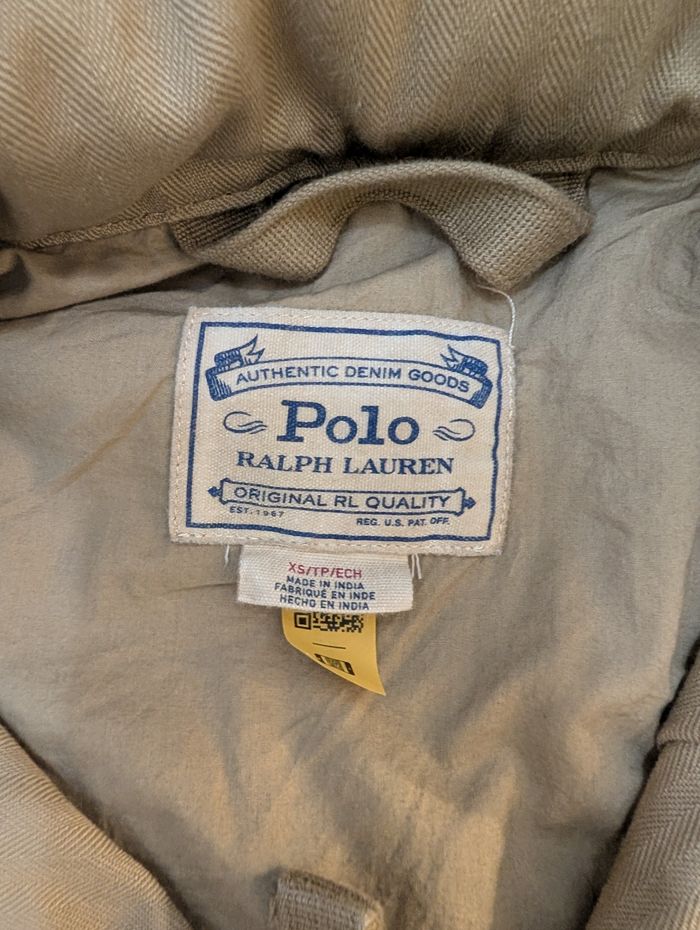 AUTHENTIC DENIM GOODS
Polo
RALPH LAUREN
ORIGINAL RL QUALITY
EST. 1967
REG. U.S. PAT. OFF.
XS/TP/ECH
MADE IN INDIA
FABRIQUÉ EN INDE
HECHO EN INDIA